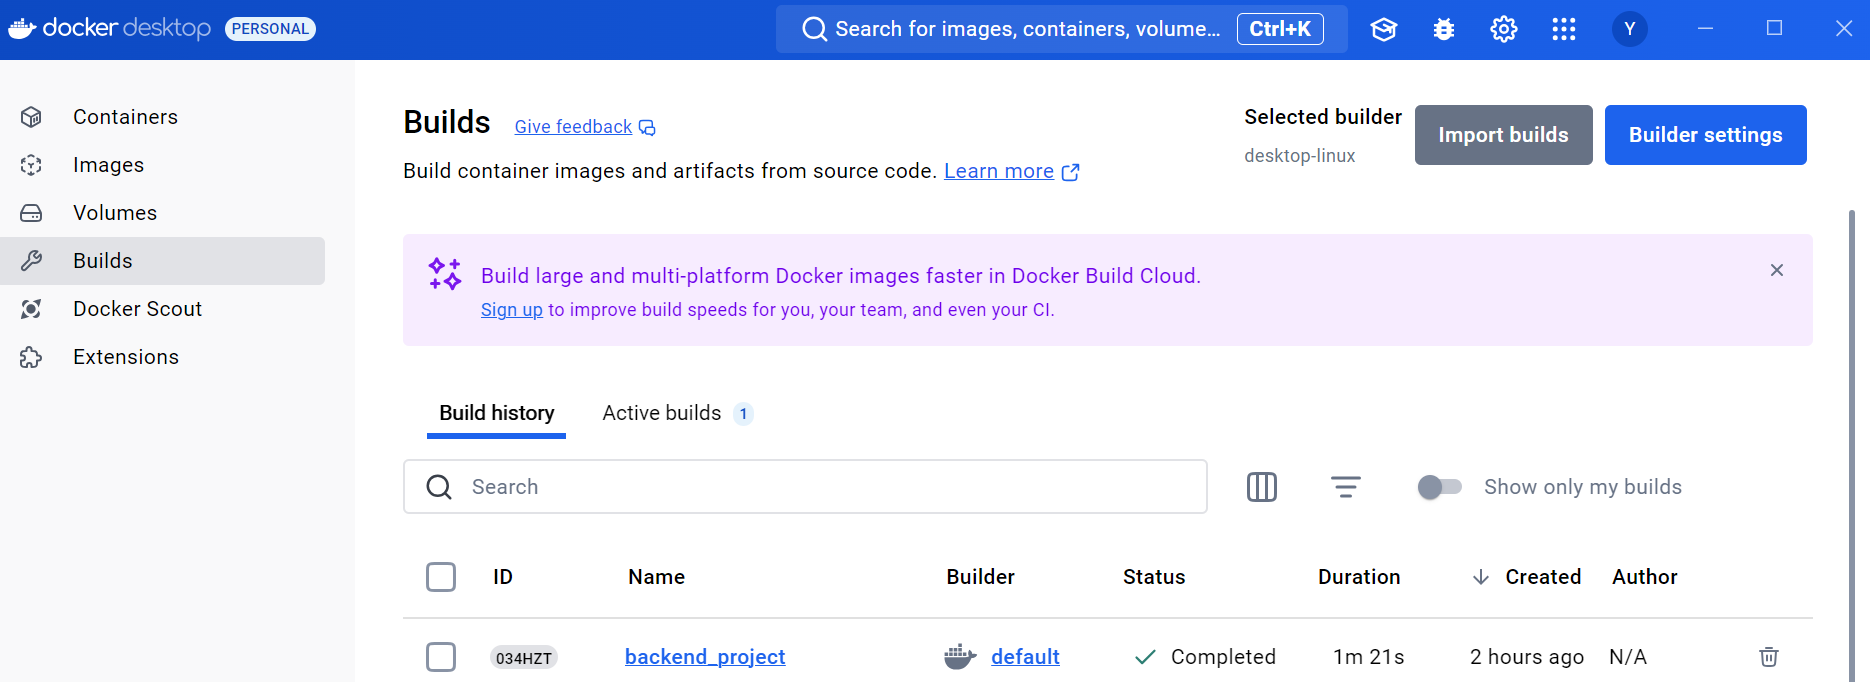 docker desktop PERSONAL
Search for images, containers, volume... Ctrl+K
Y
Containers
Images
Volumes
Builds
Docker Scout
Extensions
Builds Give feedback
Build container images and artifacts from source code. Learn more
Selected builder
desktop-linux
Import builds
Builder settings
Build large and multi-platform Docker images faster in Docker Build Cloud.
Sign up to improve build speeds for you, your team, and even your CI.
Build history Active builds 1
Search
Show only my builds
ID Name Builder Status Duration Created Author
034HZT backend_project default Completed 1m 21s 2 hours ago N/A